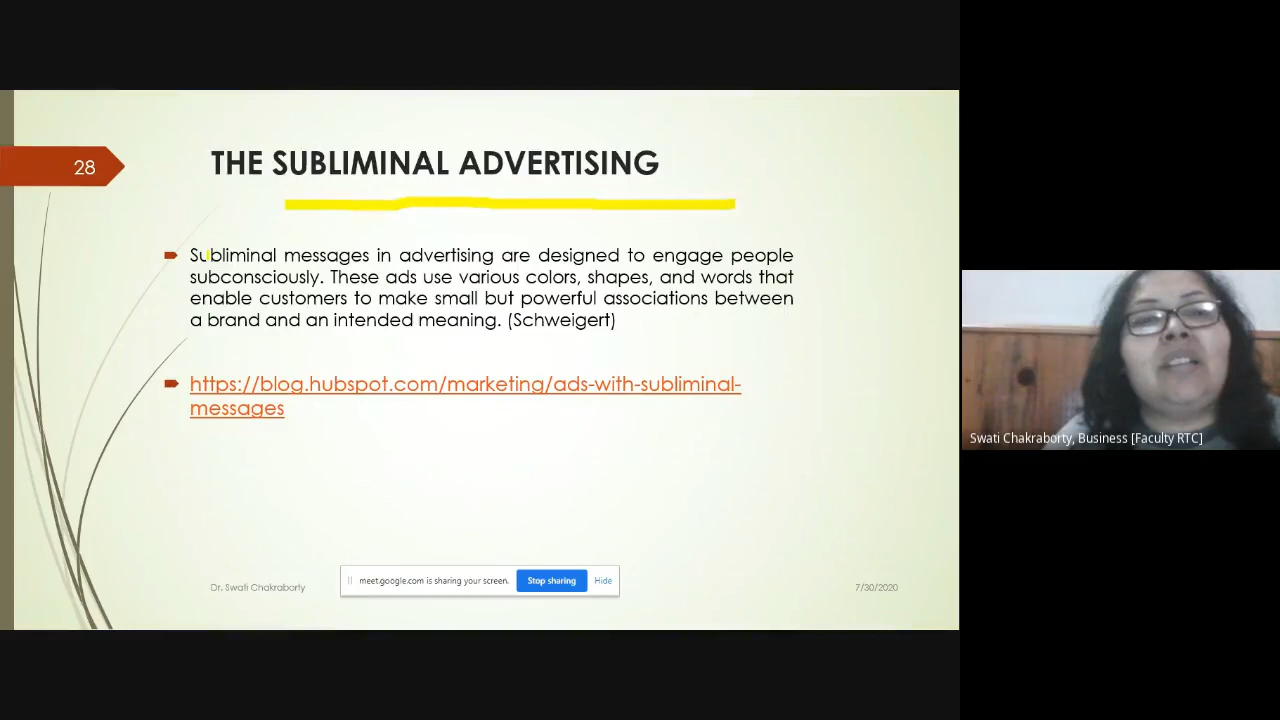 28
THE SUBLIMINAL ADVERTISING
Subliminal messages in advertising are designed to engage people
subconsciously. These ads use various colors, shapes, and words that
enable customers to make small but powerful associations between
a brand and an intended meaning. (Schweigert)
https://blog.hubspot.com/marketing/ads-with-subliminal-
messages
Swati Chakraborty, Business [Faculty RTC]
Dr. Swati Chakraborty
meet.google.com is sharing your screen.
Stop sharing
Hide
7/30/2020